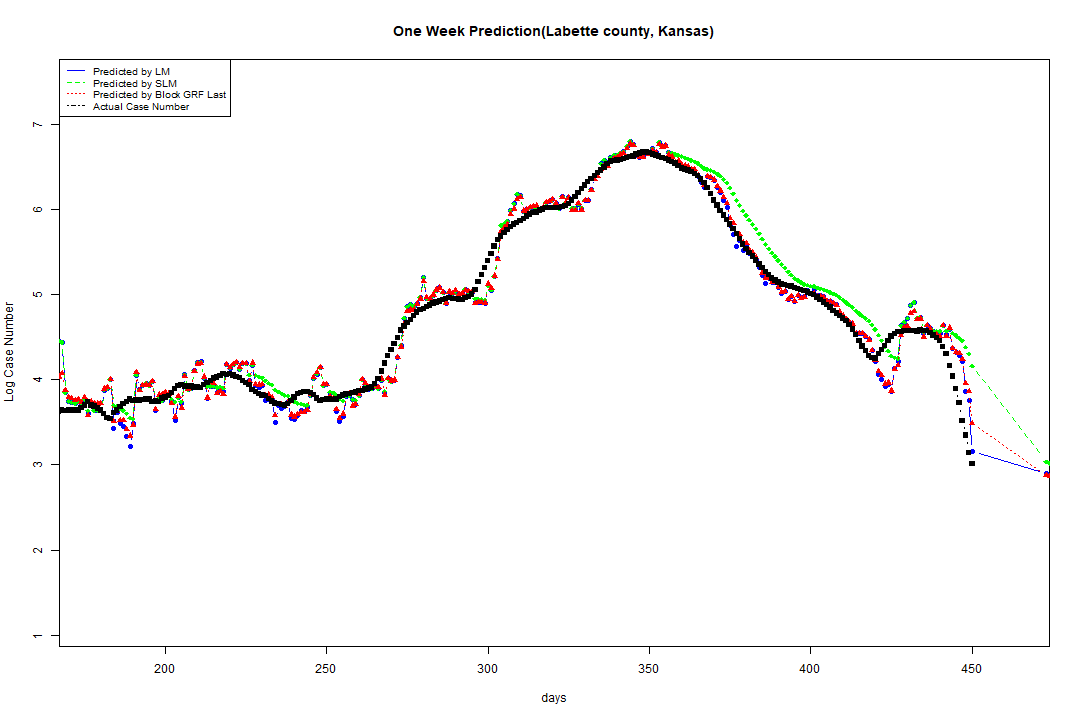 One Week Prediction(Labette county, Kansas)
Predicted by LM
Predicted by SLM
Predicted by Block GRF Last
Actual Case Number
7
6
5
4
3
2
1
Log Case Number
200 250 300 350 400 450
days